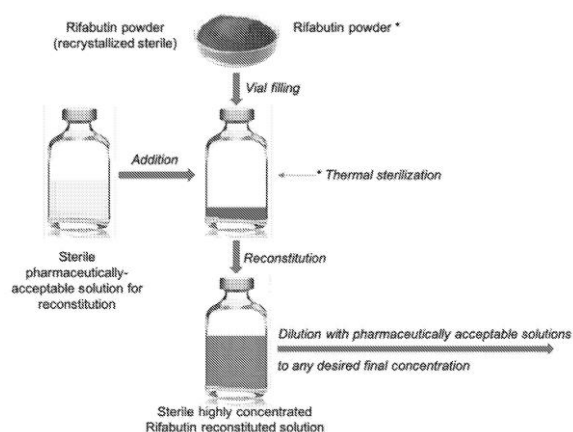 Rifabutin powder
(recrystallized sterile)
Rifabutin powder *
Vial filling
Addition
* Thermal sterilization
Sterile
pharmaceutically-
acceptable solution for
reconstitution
Reconstitution
Dilution with pharmaceutically acceptable solutions
to any desired final concentration
Sterile highly concentrated
Rifabutin reconstituted solution